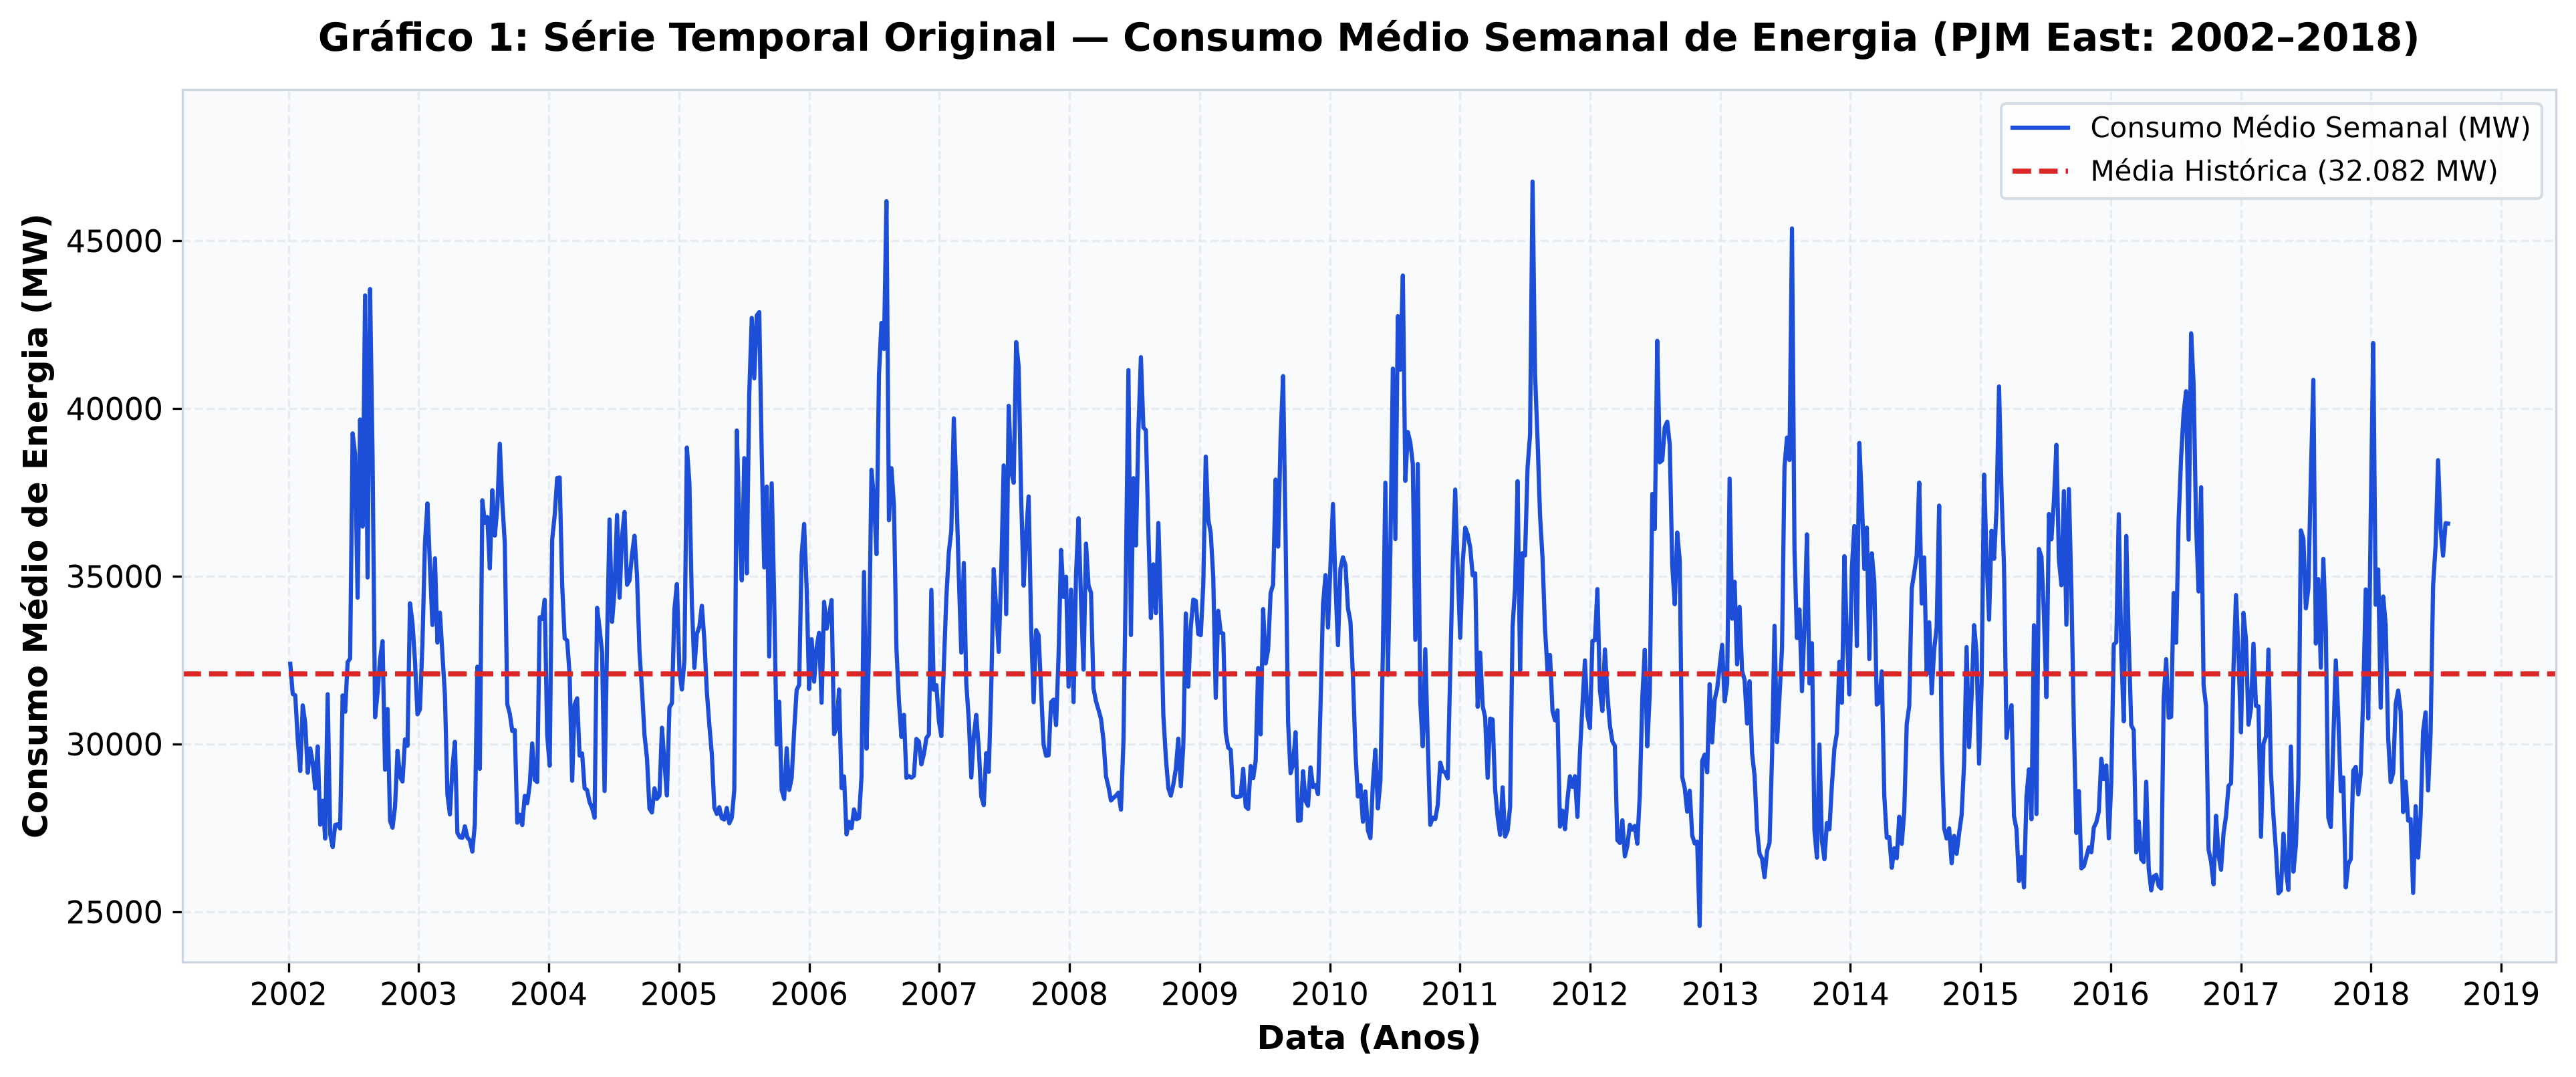 Gráfico 1: Série Temporal Original — Consumo Médio Semanal de Energia (PJM East: 2002–2018)
Consumo Médio Semanal (MW)
Média Histórica (32.082 MW)
Consumo Médio de Energia (MW)
45000
40000
35000
30000
25000
2002 2003 2004 2005 2006 2007 2008 2009 2010 2011 2012 2013 2014 2015 2016 2017 2018 2019
Data (Anos)